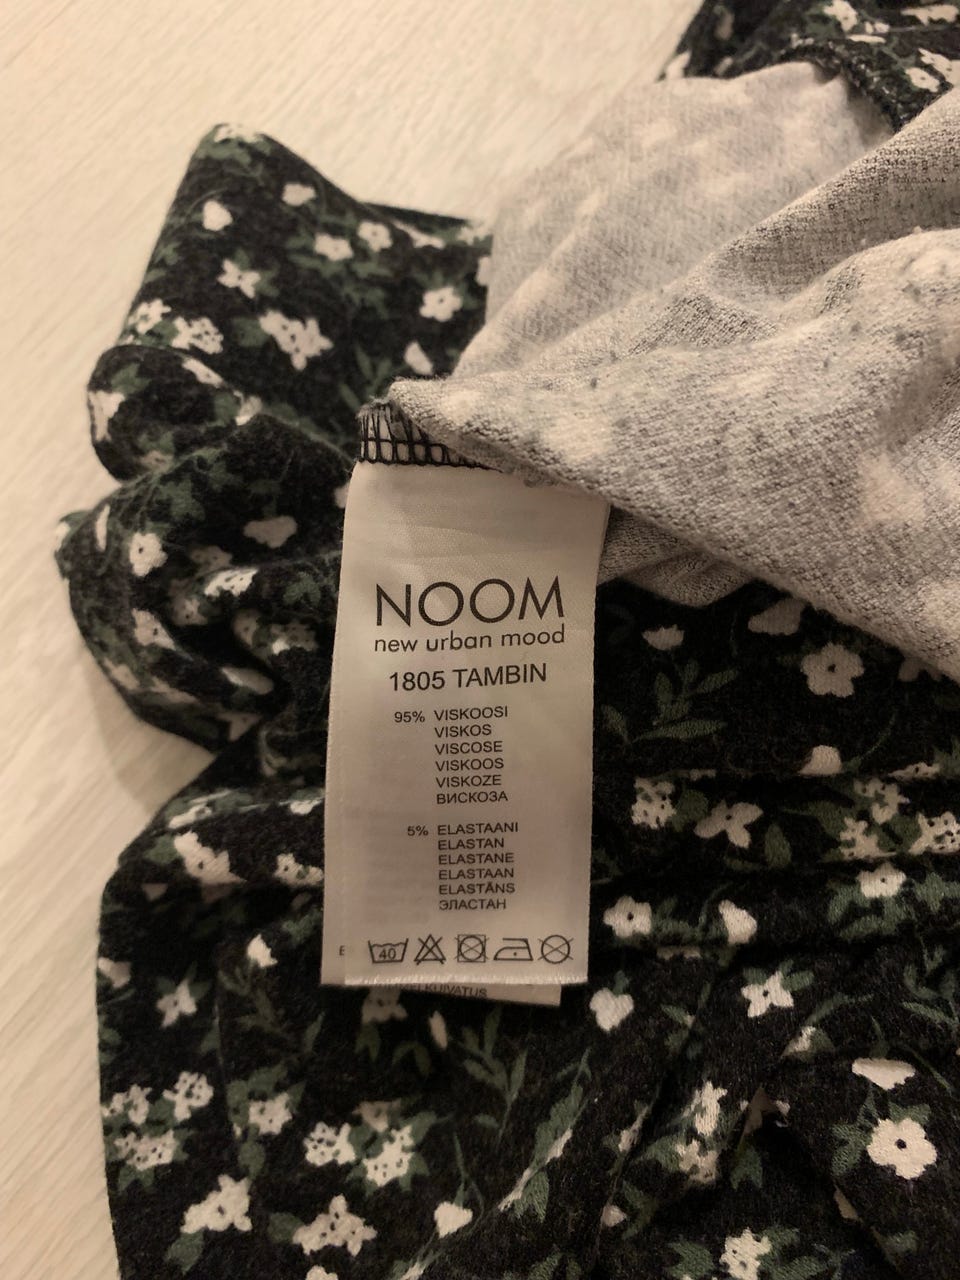 NOOM
new urban mood
1805 TAMBIN
95% VISKOOSI
VISKOS
VISCOSE
VISKOOS
VISKOZE
ВИСКОЗА
5% ELASTAANI
ELASTAN
ELASTANE
ELASTAAN
ELASTĀNS
ЭЛАСТАН
40